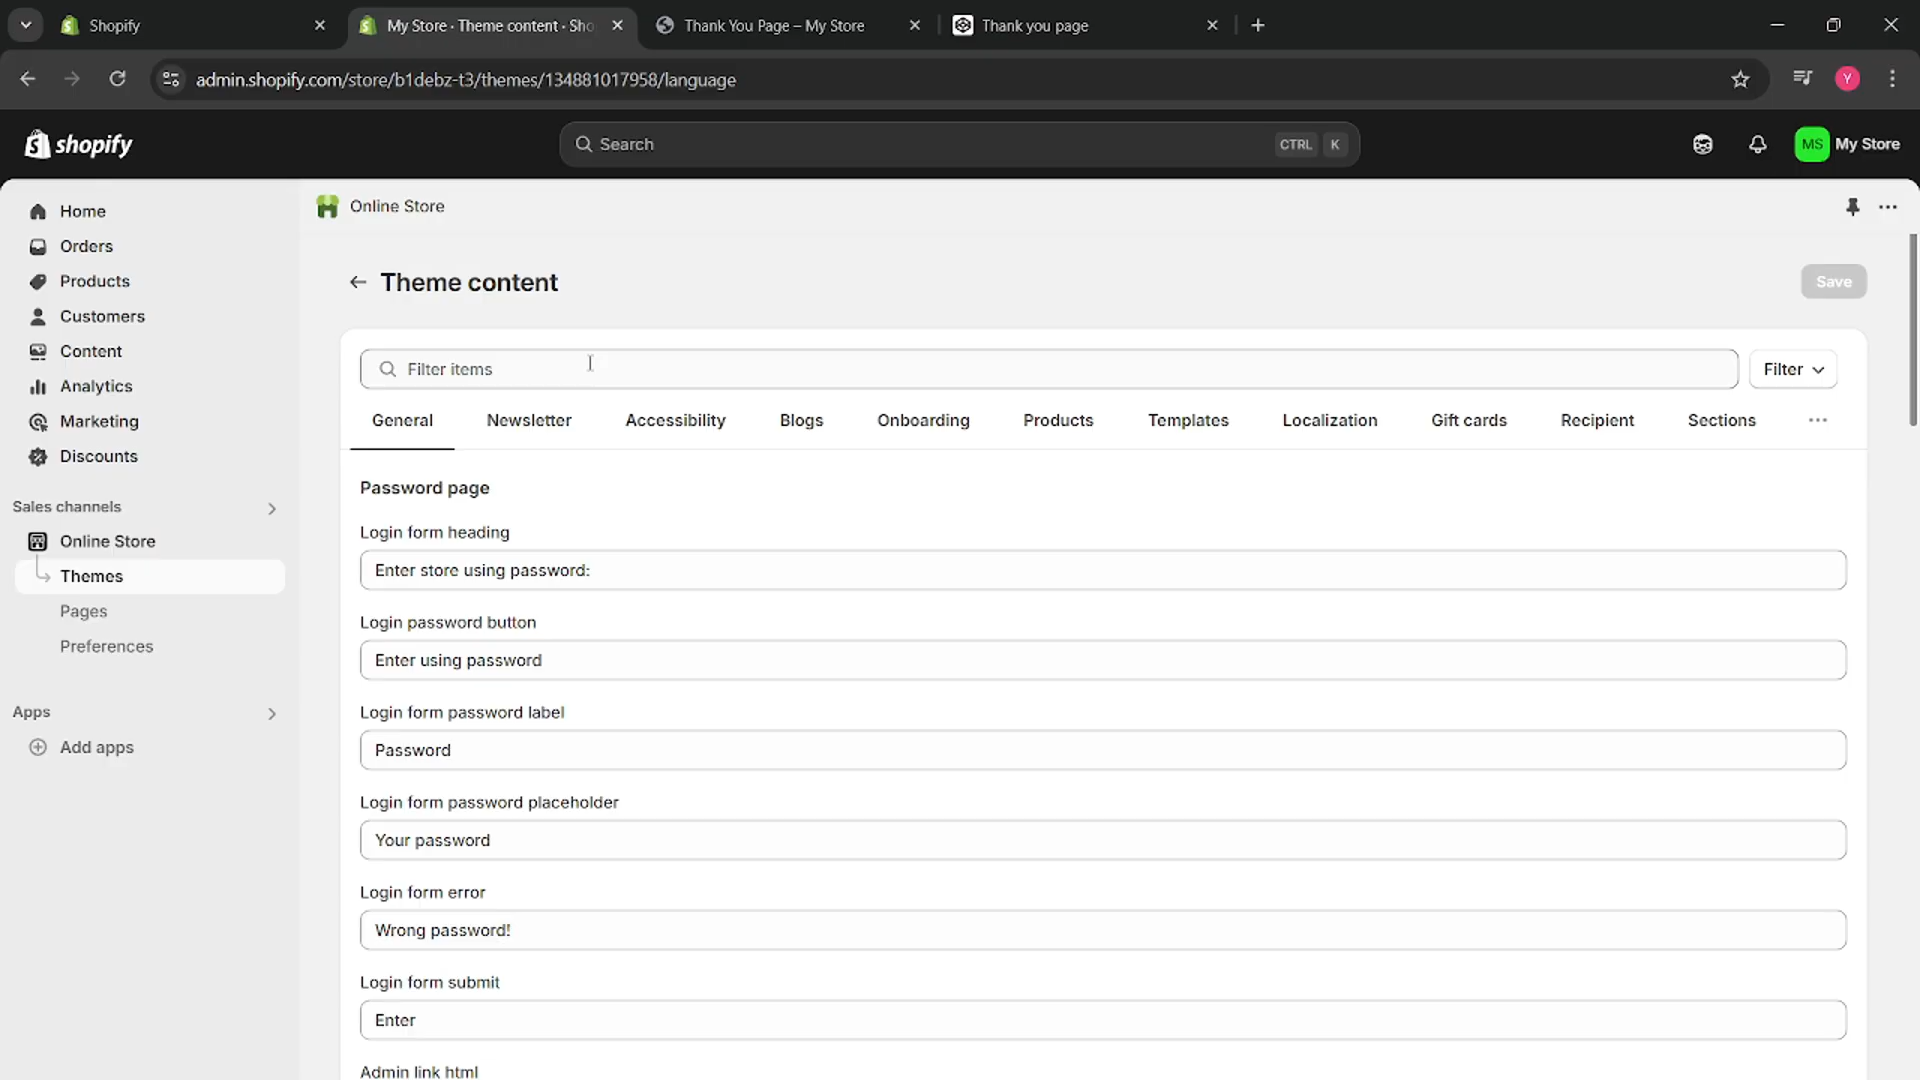 Shopify
My Store · Theme content · Sho
Thank You Page – My Store
Thank you page
admin.shopify.com/store/b1debz-t3/themes/134881017958/language
Y
shopify
Search
CTRL K
MS My Store
Home
Orders
Products
Customers
Content
Analytics
Marketing
Discounts
Sales channels
Online Store
Themes
Pages
Preferences
Apps
Add apps
Online Store
Theme content
Save
Filter items
Filter
General Newsletter Accessibility Blogs Onboarding Products Templates Localization Gift cards Recipient Sections
Password page
Login form heading
Enter store using password:
Login password button
Enter using password
Login form password label
Password
Login form password placeholder
Your password
Login form error
Wrong password!
Login form submit
Enter
Admin link html